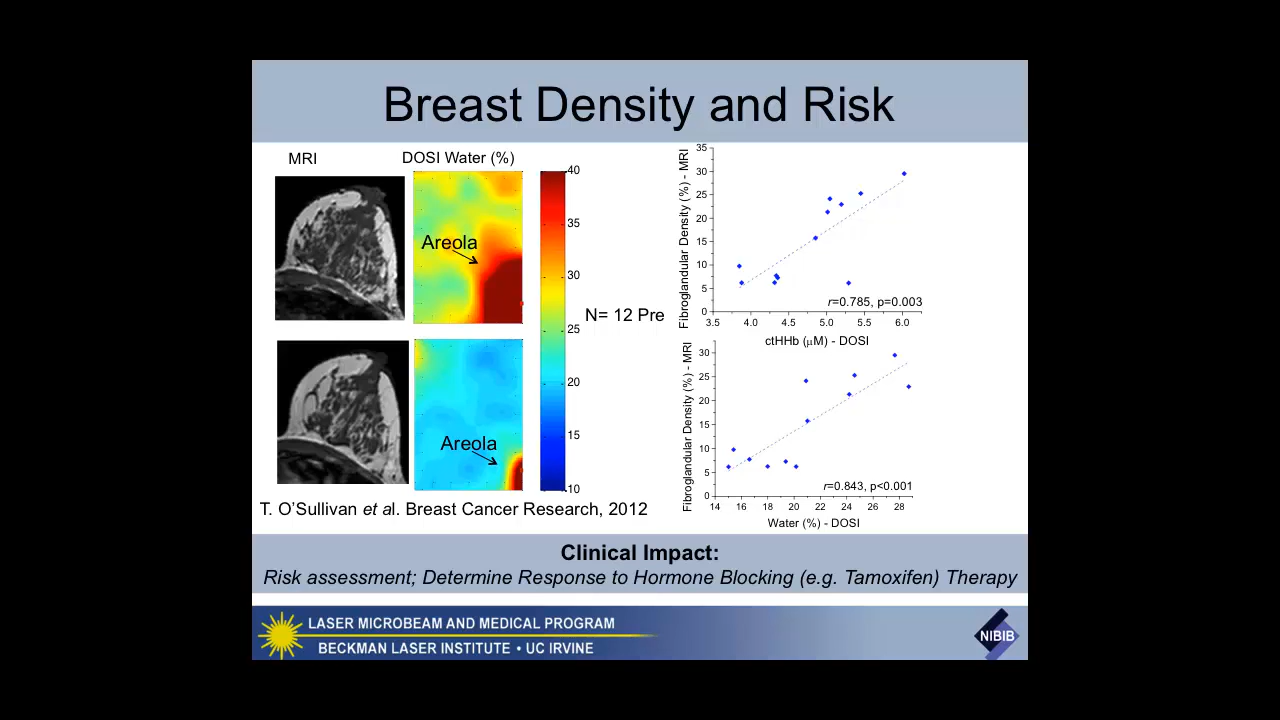 Breast Density and Risk
MRI
DOSI Water (%)
Areola
Areola
40
35
30
25
20
15
10
N= 12 Pre
T. O'Sullivan et al. Breast Cancer Research, 2012
Fibroglandular Density (%) - MRI
35
30
25
20
15
10
5
0
r=0.785, p=0.003
3.5 4.0 4.5 5.0 5.5 6.0
ctHHb (μM) - DOSI
Fibroglandular Density (%) - MRI
30
25
20
15
10
5
0
r=0.843, p<0.001
14 16 18 20 22 24 26 28
Water (%) - DOSI
Clinical Impact:
Risk assessment; Determine Response to Hormone Blocking (e.g. Tamoxifen) Therapy
LASER MICROBEAM AND MEDICAL PROGRAM
BECKMAN LASER INSTITUTE • UC IRVINE
NIBIB